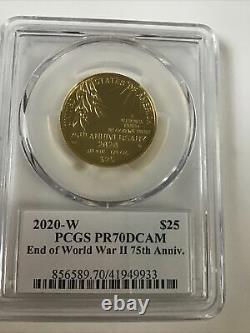 STATES OF AMERICA
75th ANNIVERSARY
2020
$25
2020-W $25
PCGS PR70DCAM
End of World War II 75th Anniv.
856589.70/41949933